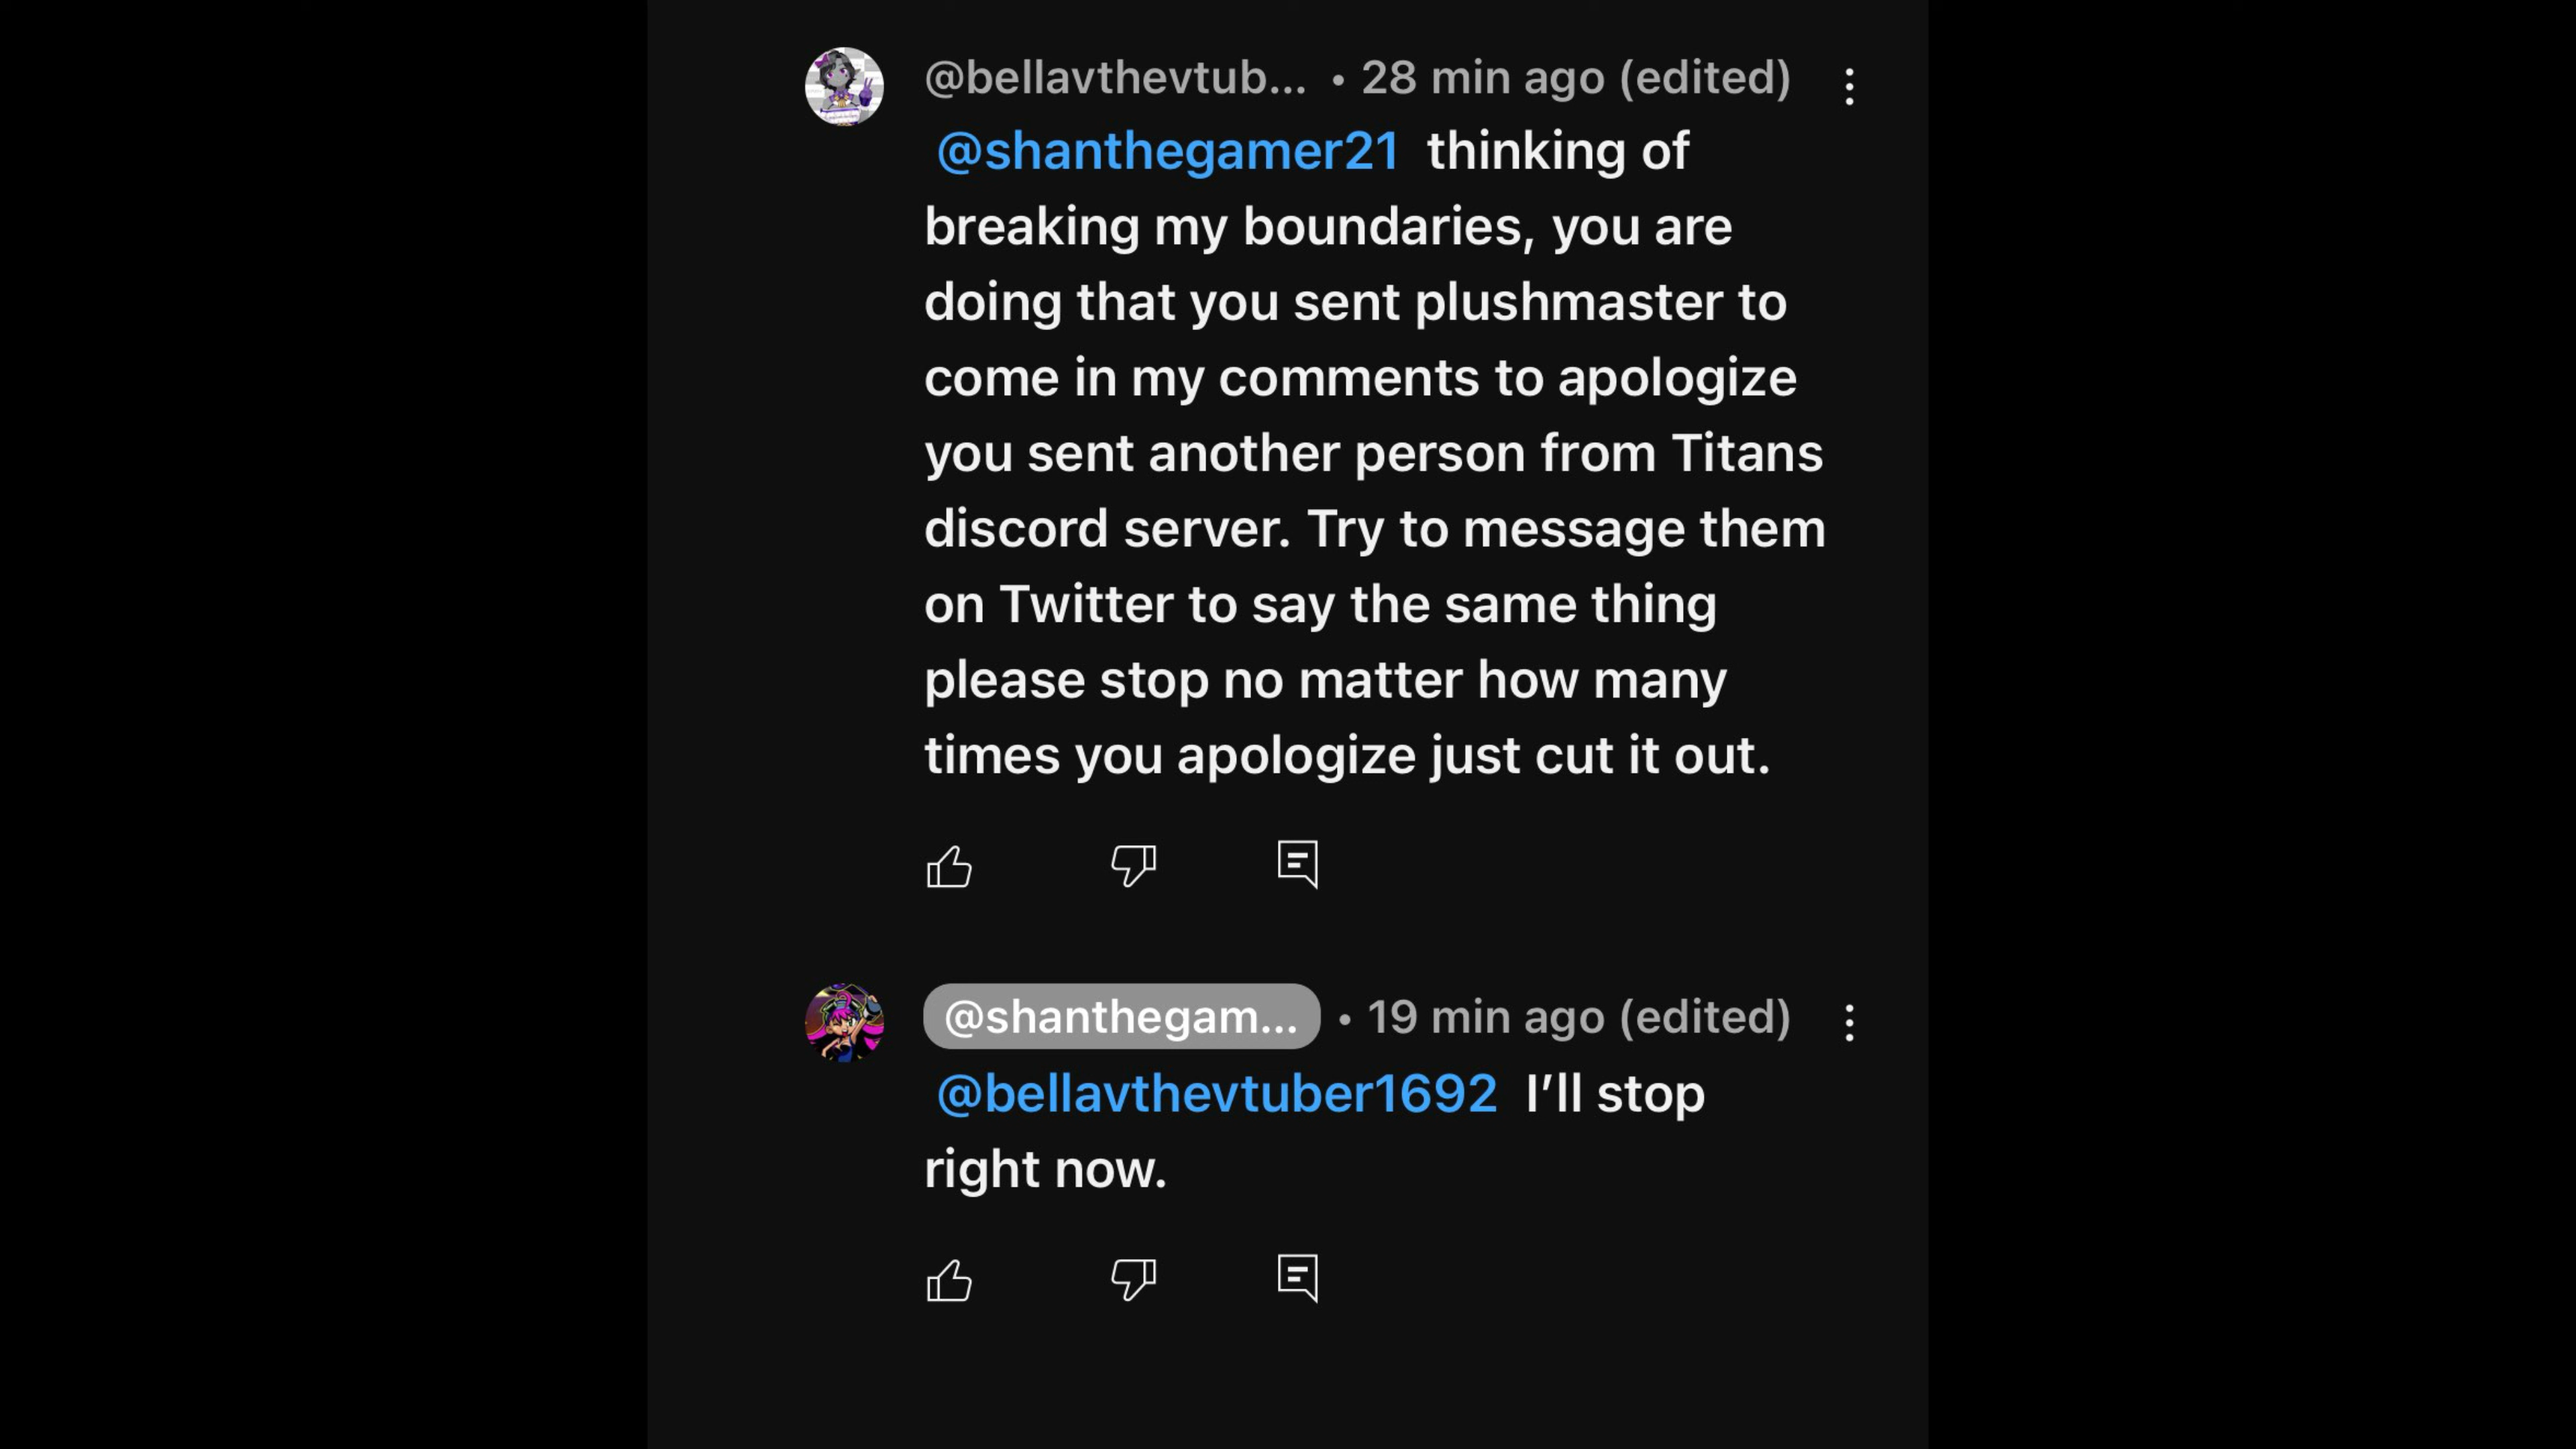 @bellavthevtub... • 28 min ago (edited)
@shanthegamer21 thinking of
breaking my boundaries, you are
doing that you sent plushmaster to
come in my comments to apologize
you sent another person from Titans
discord server. Try to message them
on Twitter to say the same thing
please stop no matter how many
times you apologize just cut it out.
@shanthegam... • 19 min ago (edited)
@bellavthevtuber1692 I’ll stop
right now.